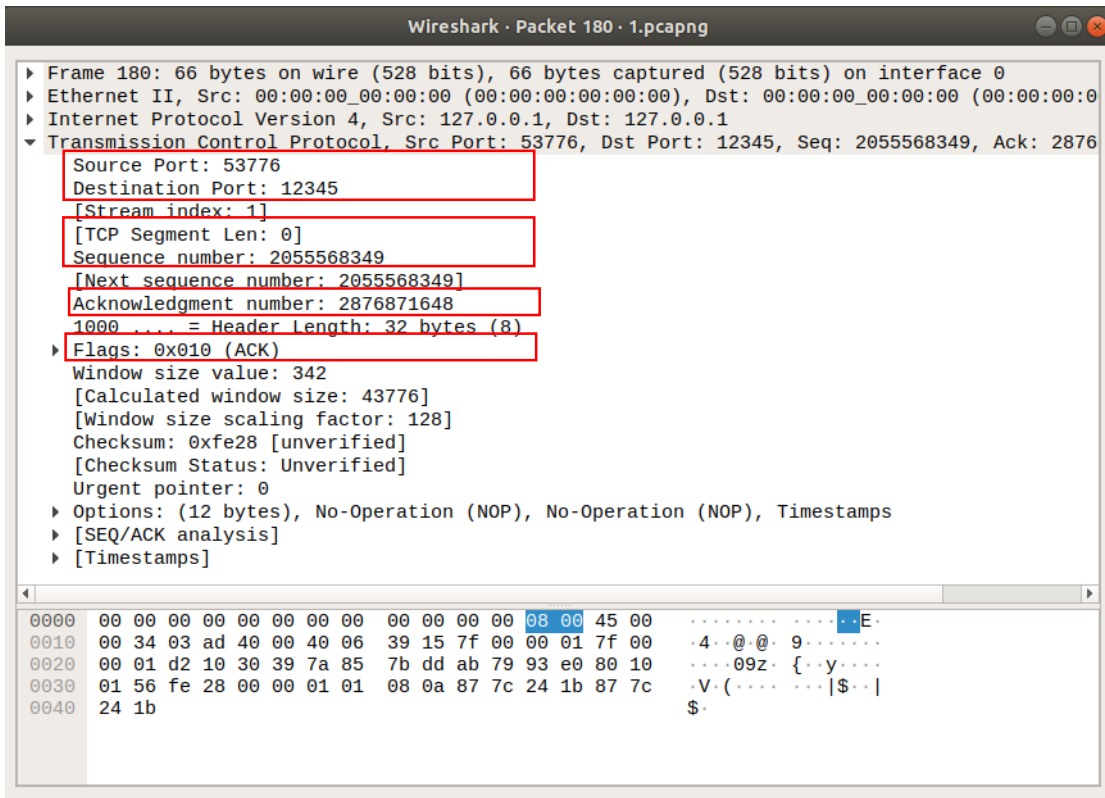 Wireshark · Packet 180 · 1.pcapng
Frame 180: 66 bytes on wire (528 bits), 66 bytes captured (528 bits) on interface 0
Ethernet II, Src: 00:00:00_00:00:00 (00:00:00:00:00:00), Dst: 00:00:00_00:00:00 (00:00:00:0
Internet Protocol Version 4, Src: 127.0.0.1, Dst: 127.0.0.1
Transmission Control Protocol, Src Port: 53776, Dst Port: 12345, Seq: 2055568349, Ack: 2876
Source Port: 53776
Destination Port: 12345
[Stream index: 1]
[TCP Segment Len: 0]
Sequence number: 2055568349
[Next sequence number: 2055568349]
Acknowledgment number: 2876871648
1000 .... = Header Length: 32 bytes (8)
Flags: 0x010 (ACK)
Window size value: 342
[Calculated window size: 43776]
[Window size scaling factor: 128]
Checksum: 0xfe28 [unverified]
[Checksum Status: Unverified]
Urgent pointer: 0
Options: (12 bytes), No-Operation (NOP), No-Operation (NOP), Timestamps
[SEQ/ACK analysis]
[Timestamps]
0000 00 00 00 00 00 00 00 00 00 00 00 00 08 00 45 00 ········ ······E·
0010 00 34 03 ad 40 00 40 06 39 15 7f 00 00 01 7f 00 ·4··@·@· 9·······
0020 00 01 d2 10 30 39 7a 85 7b dd ab 79 93 e0 80 10 ····09z· {··y····
0030 01 56 fe 28 00 00 01 01 08 0a 87 7c 24 1b 87 7c ·V·(···· ···|$··|
0040 24 1b $·